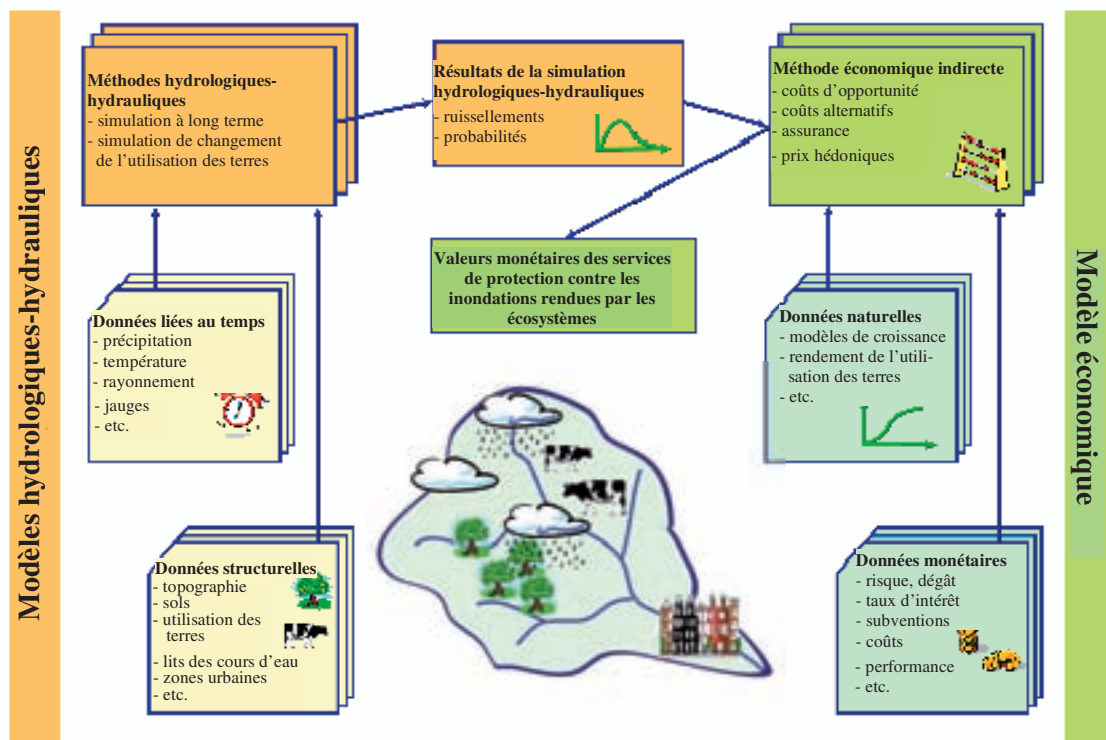 Modèles hydrologiques-hydrauliques
Méthodes hydrologiques-
hydrauliques
- simulation à long terme
- simulation de changement
de l'utilisation des terres
Résultats de la simulation
hydrologiques-hydrauliques
- ruissellements
- probabilités
Méthode économique indirecte
- coûts d'opportunité
- coûts alternatifs
- assurance
- prix hédoniques
Valeurs monétaires des services
de protection contre les
inondations rendues par les
écosystèmes
Données liées au temps
- précipitation
- température
- rayonnement
- jauges
- etc.
Données naturelles
- modèles de croissance
- rendement de l'utili-
sation des terres
- etc.
Données structurelles
- topographie
- sols
- utilisation des
terres
- lits des cours d'eau
- zones urbaines
- etc.
Données monétaires
- risque, dégât
- taux d'intérêt
- subventions
- coûts
- performance
- etc.
Modèle économique